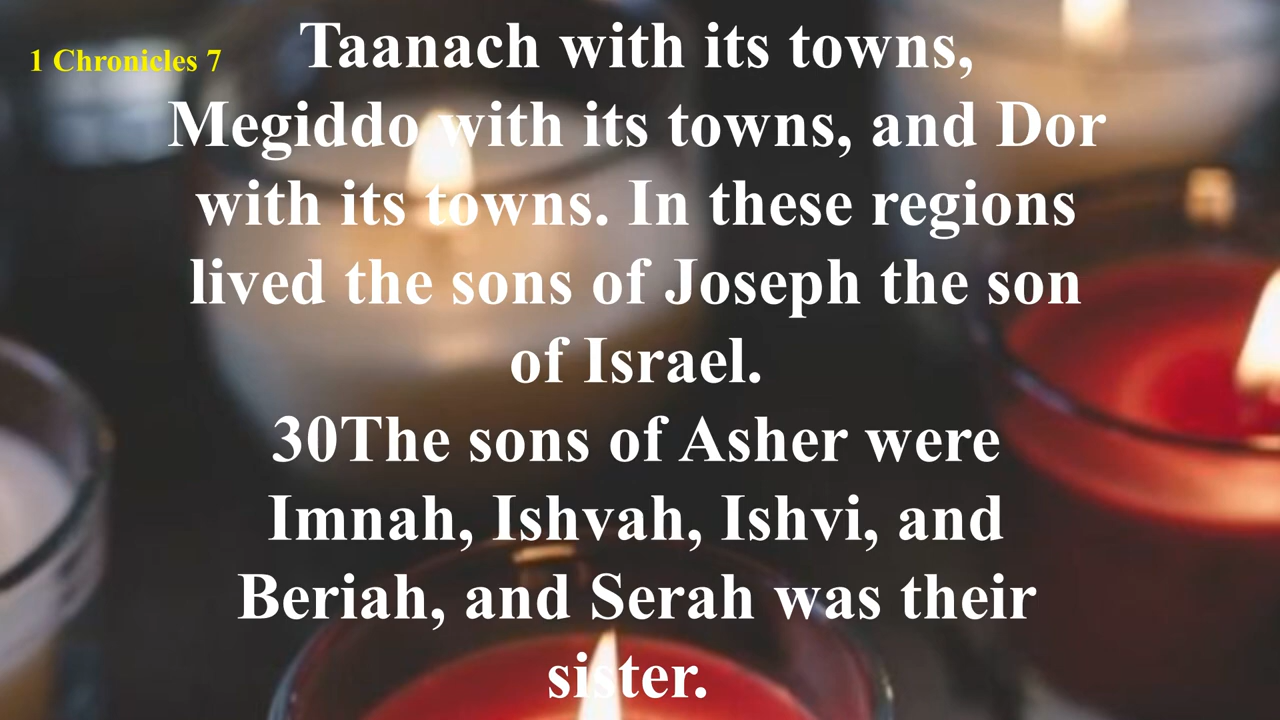 1 Chronicles 7
Taanach with its towns,
Megiddo with its towns, and Dor
with its towns. In these regions
lived the sons of Joseph the son
of Israel.
30The sons of Asher were
Imnah, Ishvah, Ishvi, and
Beriah, and Serah was their
sister.